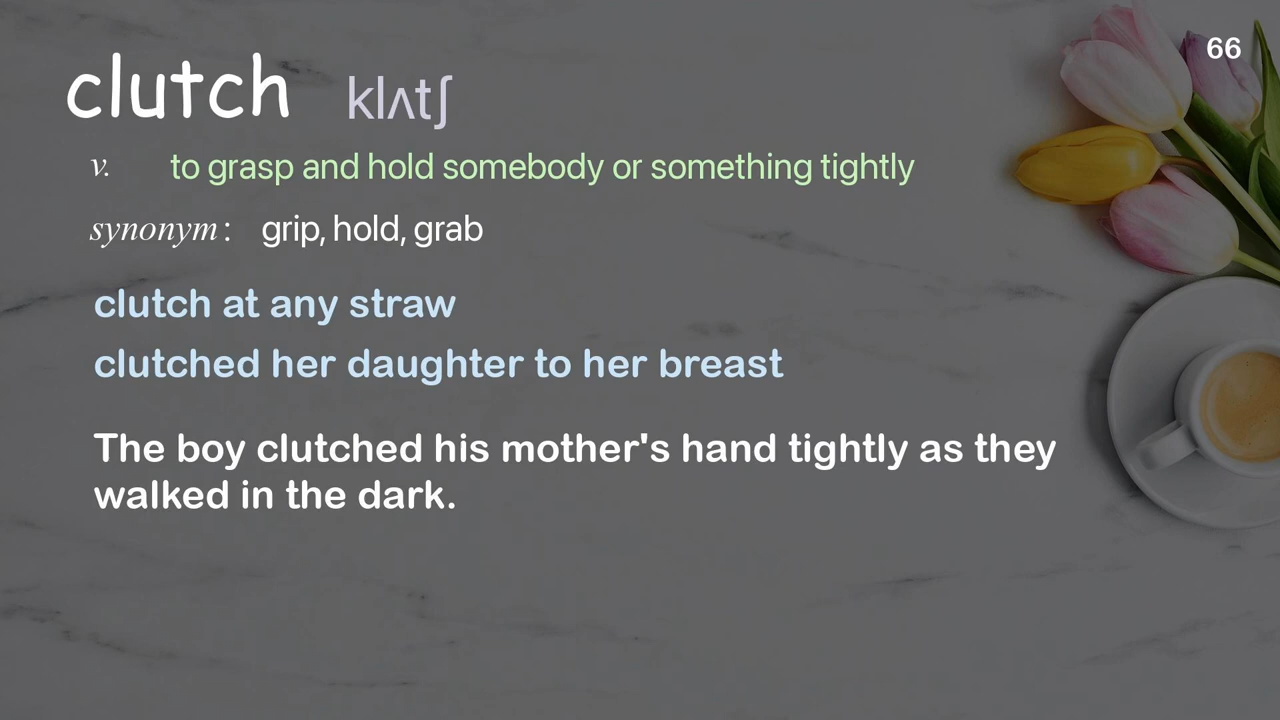 66
clutch klʌtʃ
v. to grasp and hold somebody or something tightly
synonym: grip, hold, grab
clutch at any straw
clutched her daughter to her breast
The boy clutched his mother's hand tightly as they
walked in the dark.